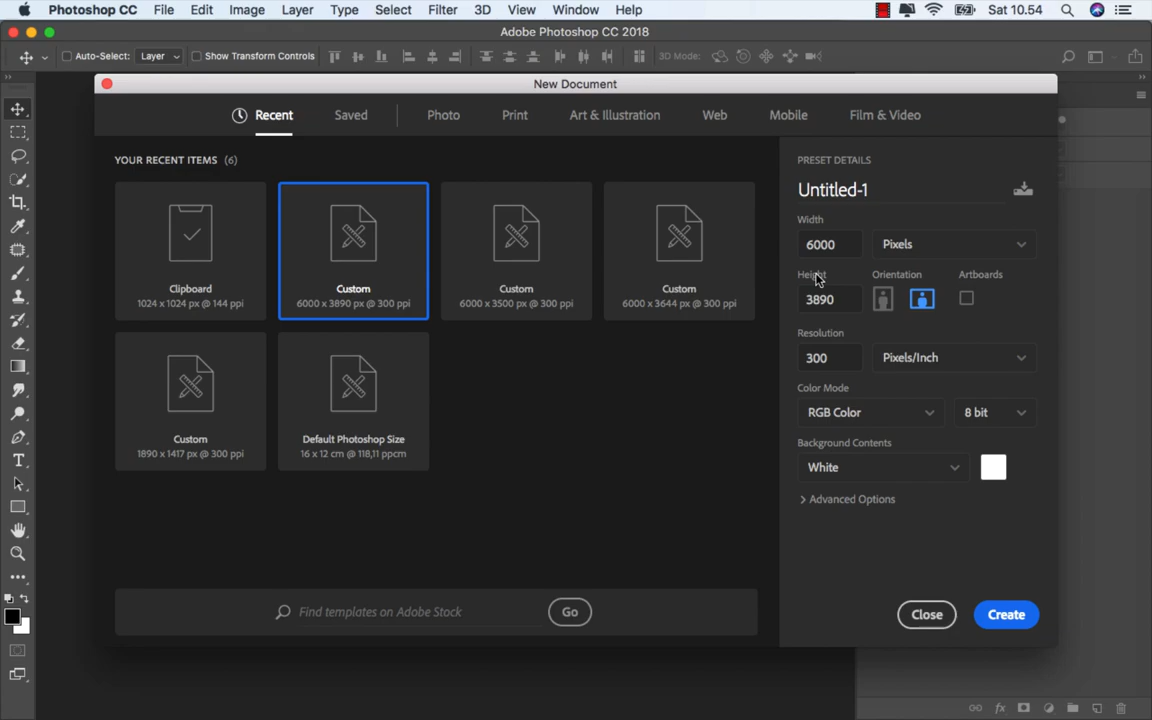 Photoshop CC File Edit Image Layer Type Select Filter 3D View Window Help Sat 10.54
Adobe Photoshop CC 2018
Auto-Select: Layer Show Transform Controls 3D Mode:
New Document
Recent Saved Photo Print Art & Illustration Web Mobile Film & Video
YOUR RECENT ITEMS (6)
Clipboard
1024 x 1024 px @ 144 ppi
Custom
6000 x 3890 px @ 300 ppi
Custom
6000 x 3500 px @ 300 ppi
Custom
6000 x 3644 px @ 300 ppi
Custom
1890 x 1417 px @ 300 ppi
Default Photoshop Size
16 x 12 cm @ 118,11 ppcm
Find templates on Adobe Stock Go
PRESET DETAILS
Untitled-1
Width
6000 Pixels
Height Orientation Artboards
3890
Resolution
300 Pixels/Inch
Color Mode
RGB Color 8 bit
Background Contents
White
Advanced Options
Close Create